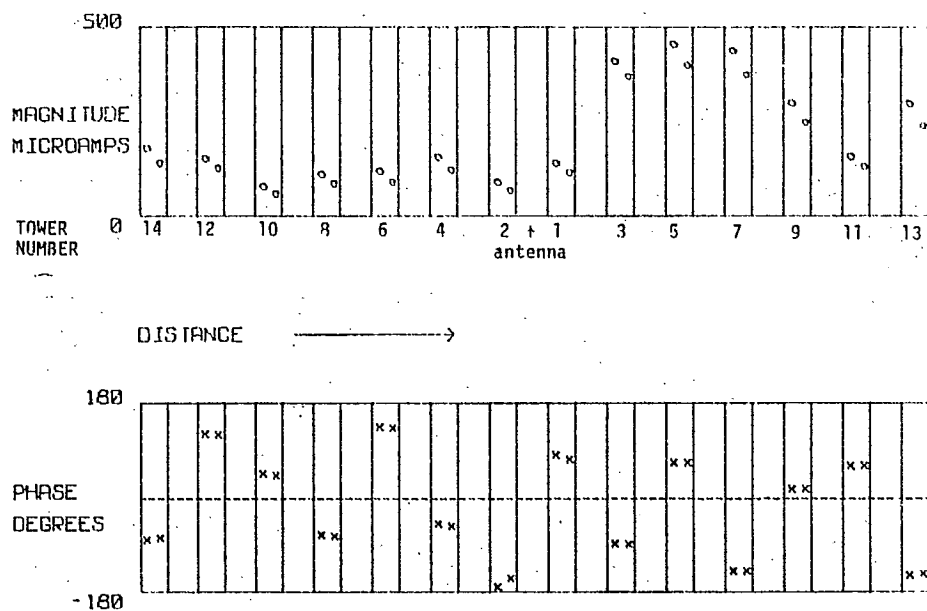 500
MAGNITUDE
MICROAMPS
0
TOWER
NUMBER
14 12 10 8 6 4 2 + 1 3 5 7 9 11 13
antenna
DISTANCE
180
PHASE
DEGREES
-180